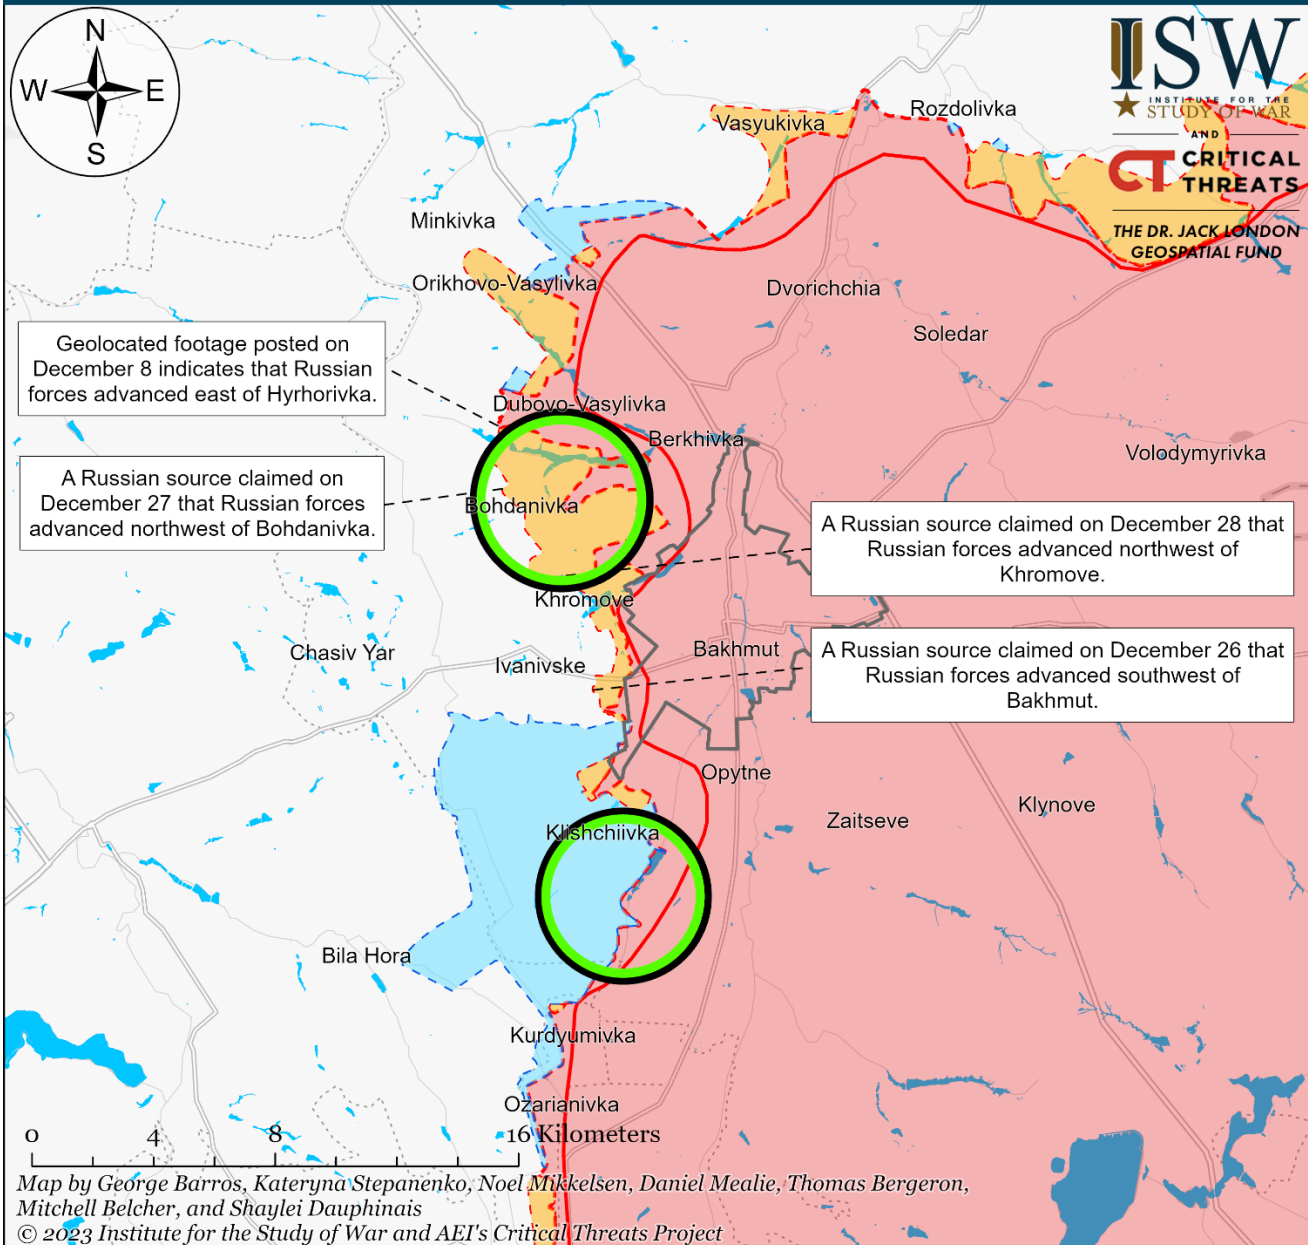 N
W
E
S
ISW
INSTITUTE FOR THE
STUDY OF WAR
AND
CRITICAL
THREATS
THE DR. JACK LONDON
GEOSPATIAL FUND
Rozdolivka
Vasyukivka
Minkivka
Orikhovo-Vasylivka
Dvorichchia
Soledar
Geolocated footage posted on
December 8 indicates that Russian
forces advanced east of Hyrhorivka.
Dubovo-Vasylivka
Berkhivka
Volodymyrivka
A Russian source claimed on
December 27 that Russian forces
advanced northwest of Bohdanivka.
Bohdanivka
A Russian source claimed on December 28 that
Russian forces advanced northwest of
Khromove.
Khromove
Chasiv Yar
Ivanivske
Bakhmut
A Russian source claimed on December 26 that
Russian forces advanced southwest of
Bakhmut.
Opytne
Klynove
Zaitseve
Klishchiivka
Bila Hora
Kurdyumivka
Ozarianivka
0 4 8 16 Kilometers
Map by George Barros, Kateryna Stepanenko, Noel Mikkelsen, Daniel Mealie, Thomas Bergeron,
Mitchell Belcher, and Shaylei Dauphinais
© 2023 Institute for the Study of War and AEI's Critical Threats Project